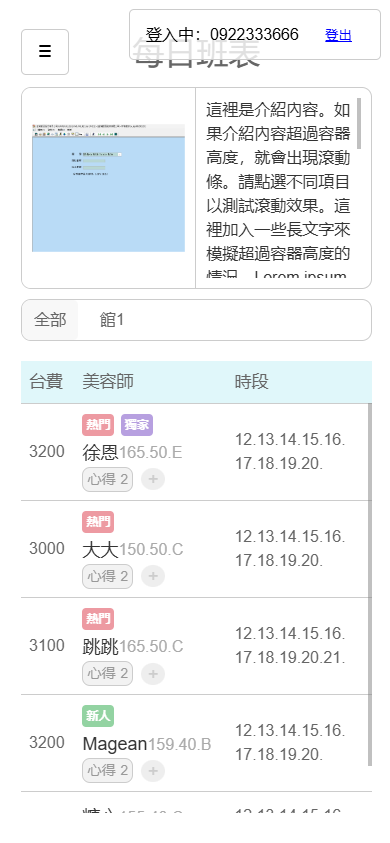 ☰
登入中：0922333666 登出
每日班表
這裡是介紹內容。如
果介紹內容超過容器
高度，就會出現滾動
條。請點選不同項目
以測試滾動效果。這
裡加入一些長文字來
模擬超過容器高度的
情況。Lorem ipsum
全部 館1
台費 美容師 時段
熱門 獨家
3200 徐恩165.50.E 12.13.14.15.16.
17.18.19.20.
心得 2 +
熱門
3000 大大150.50.C 12.13.14.15.16.
17.18.19.20.
心得 2 +
熱門
3100 跳跳165.50.C 12.13.14.15.16.
17.18.19.20.21.
心得 2 +
新人
3200 Magean159.40.B 12.13.14.15.16.
17.18.19.20.
心得 2 +